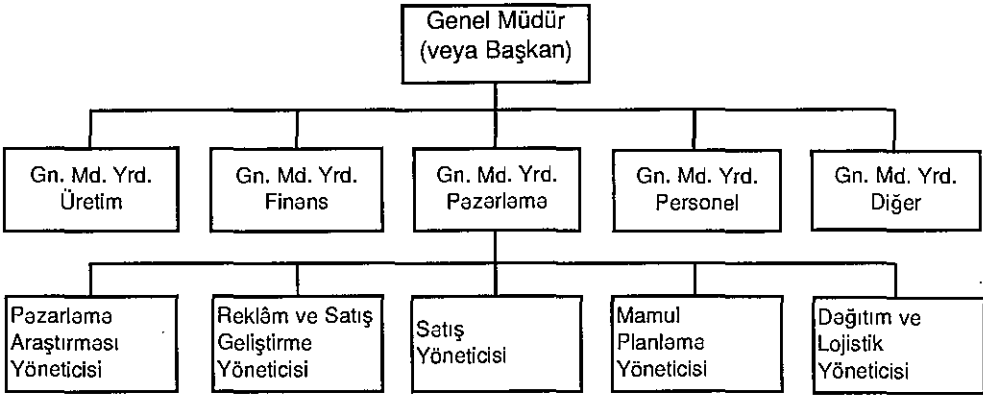 Genel Müdür
(veya Başkan)
Gn. Md. Yrd.
Üretim
Gn. Md. Yrd.
Finans
Gn. Md. Yrd.
Pazarlama
Gn. Md. Yrd.
Personel
Gn. Md. Yrd.
Diğer
Pazarlama
Araştırması
Yöneticisi
Reklâm ve Satış
Geliştirme
Yöneticisi
Satış
Yöneticisi
Mamul
Planlama
Yöneticisi
Dağıtım ve
Lojistik
Yöneticisi